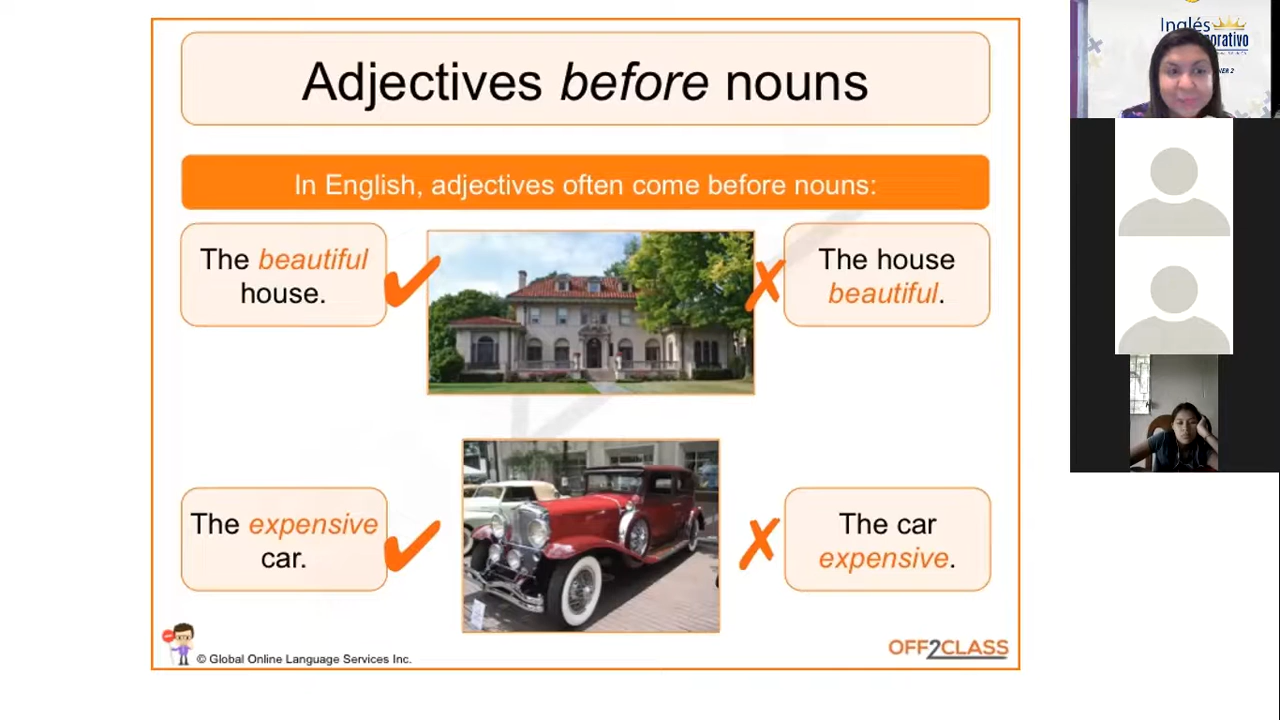 Adjectives before nouns
In English, adjectives often come before nouns:
The beautiful
house.
The house
beautiful.
The expensive
car.
The car
expensive.
© Global Online Language Services Inc.
OFF2CLASS
Inglés